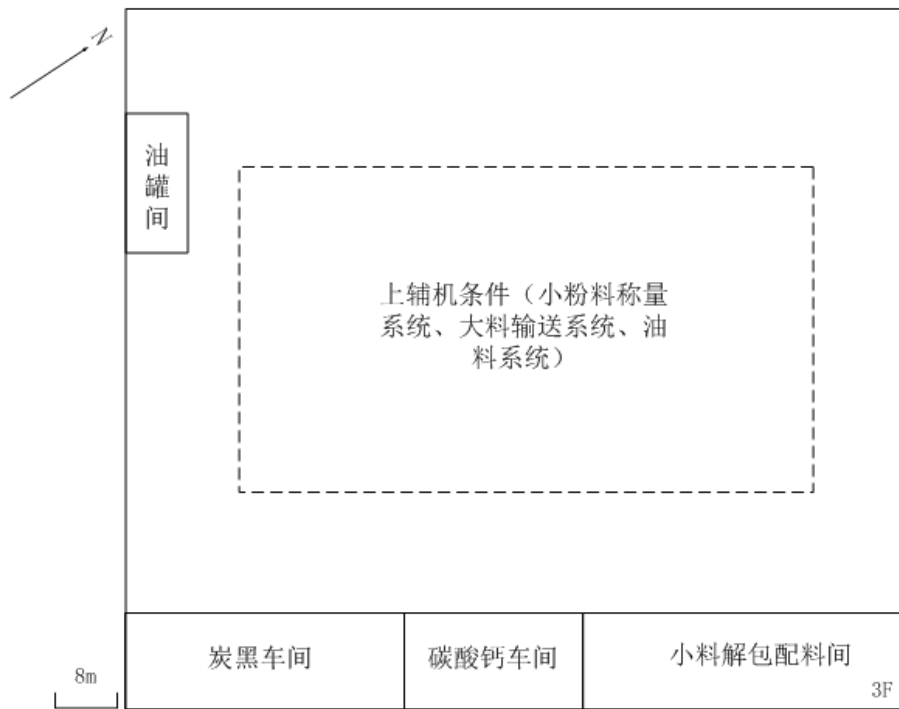 N
油
罐
间
上辅机条件（小粉料称量
系统、大料输送系统、油
料系统）
炭黑车间
碳酸钙车间
小料解包配料间
8m
3F